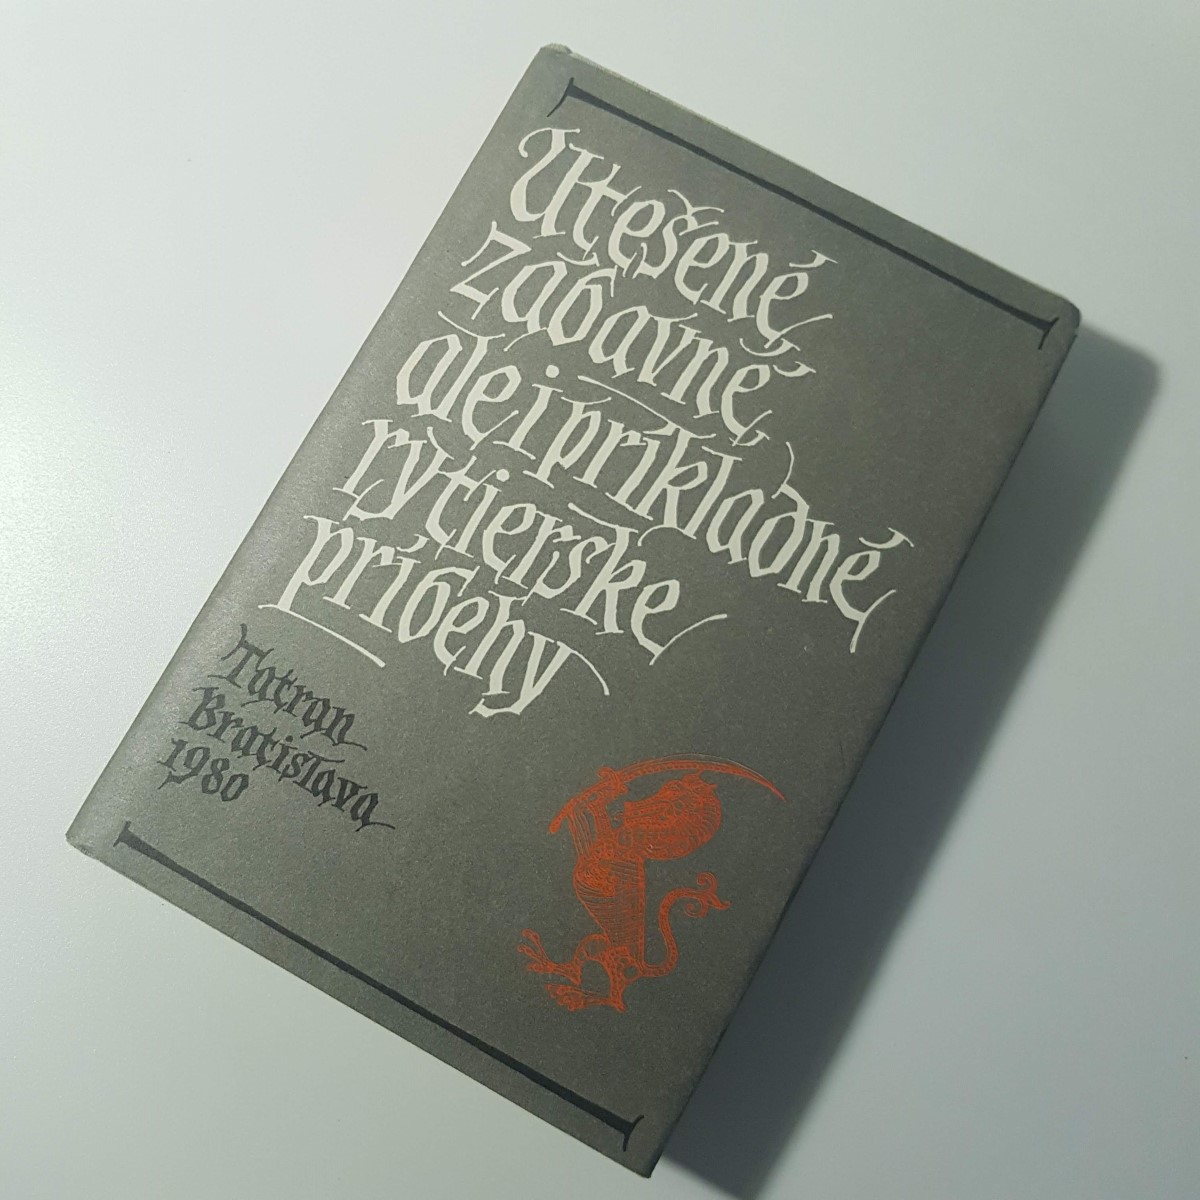 Utešené
zábavné
ale i príkladné
rytierske
príbehy
Tatran
Bratislava
1980